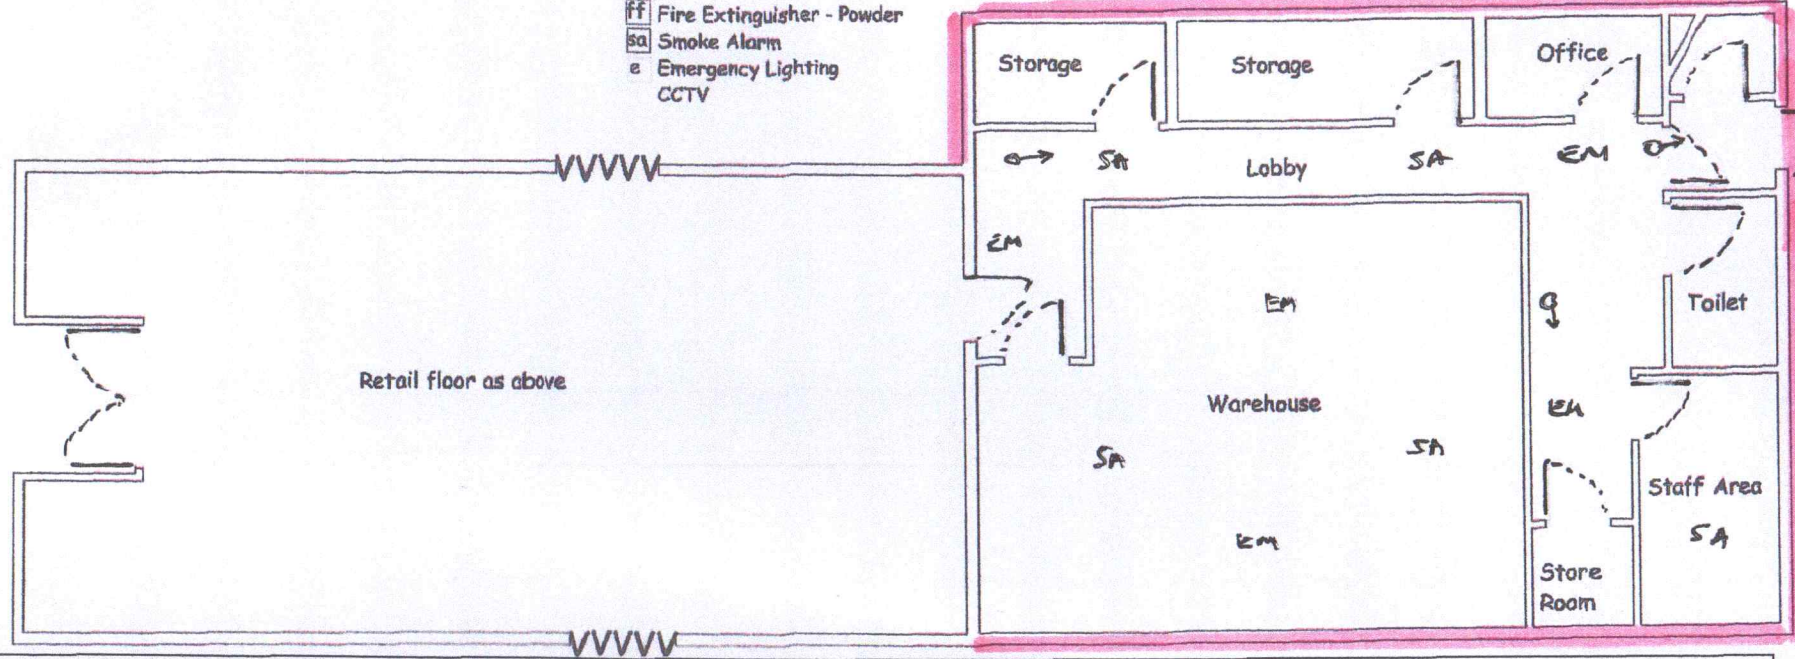 ff Fire Extinguisher - Powder
sa Smoke Alarm
e Emergency Lighting
CCTV
Storage
Storage
Office
SA
SA
EM
Lobby
EM
EM
Toilet
Retail floor as above
Warehouse
EM
SA
SA
Staff Area
SA
EM
Store
Room